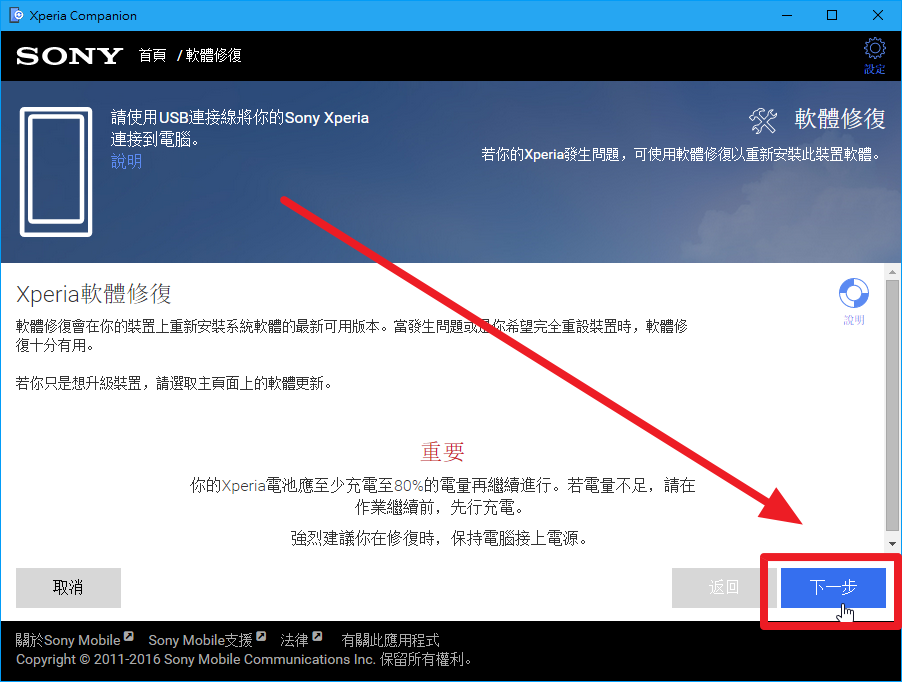 Xperia Companion
SONY 首頁 / 軟體修復
設定
請使用USB連接線將你的Sony Xperia
連接到電腦。
說明
軟體修復
若你的Xperia發生問題，可使用軟體修復以重新安裝此裝置軟體。
Xperia軟體修復
說明
軟體修復會在你的裝置上重新安裝系統軟體的最新可用版本。當發生問題或是你希望完全重設裝置時，軟體修
復十分有用。
若你只是想升級裝置，請選取主頁面上的軟體更新。
重要
你的Xperia電池應至少充電至80%的電量再繼續進行。若電量不足，請在
作業繼續前，先行充電。
強烈建議你在修復時，保持電腦接上電源。
取消 返回 下一步
關於Sony Mobile Sony Mobile支援 法律 有關此應用程式
Copyright © 2011-2016 Sony Mobile Communications Inc. 保留所有權利。